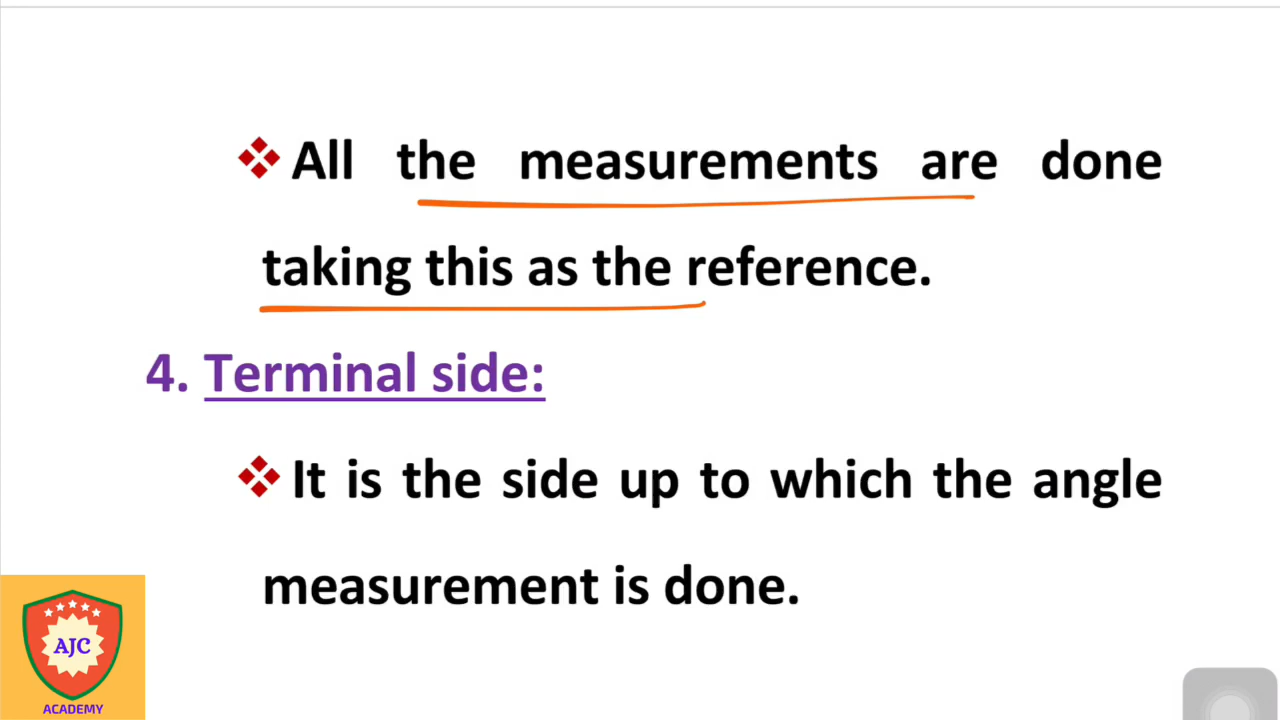 ❖ All the measurements are done
taking this as the reference.
4. Terminal side:
❖ It is the side up to which the angle
measurement is done.
AJC
ACADEMY